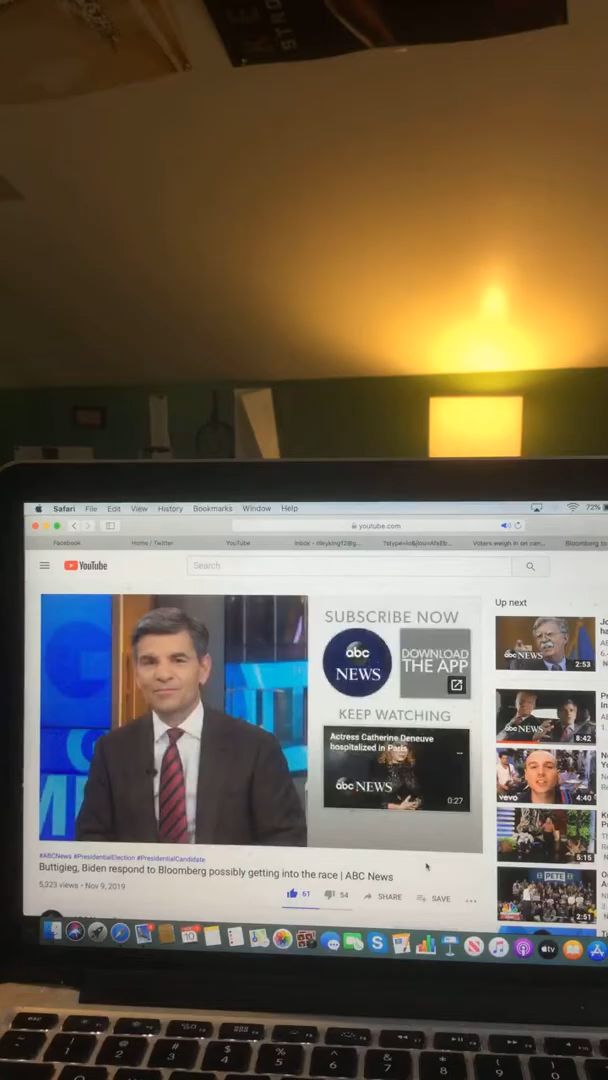 KE
STRO
Safari File Edit View History Bookmarks Window Help
72%
youtube.com
Facebook Home / Twitter YouTube Voters weigh in on can... Bloomberg to
YouTube
Search
SUBSCRIBE NOW
abc
NEWS
DOWNLOAD
THE APP
KEEP WATCHING
Actress Catherine Deneuve
hospitalized in Paris
abc NEWS
0:27
Up next
abc NEWS
2:53
abc NEWS
8:42
vevo
4:40
5:15
PETE
2:51
#ABCNews #PresidentialElection #PresidentialCandidate
Buttigieg, Biden respond to Bloomberg possibly getting into the race | ABC News
5,323 views • Nov 9, 2019
61 54 SHARE SAVE